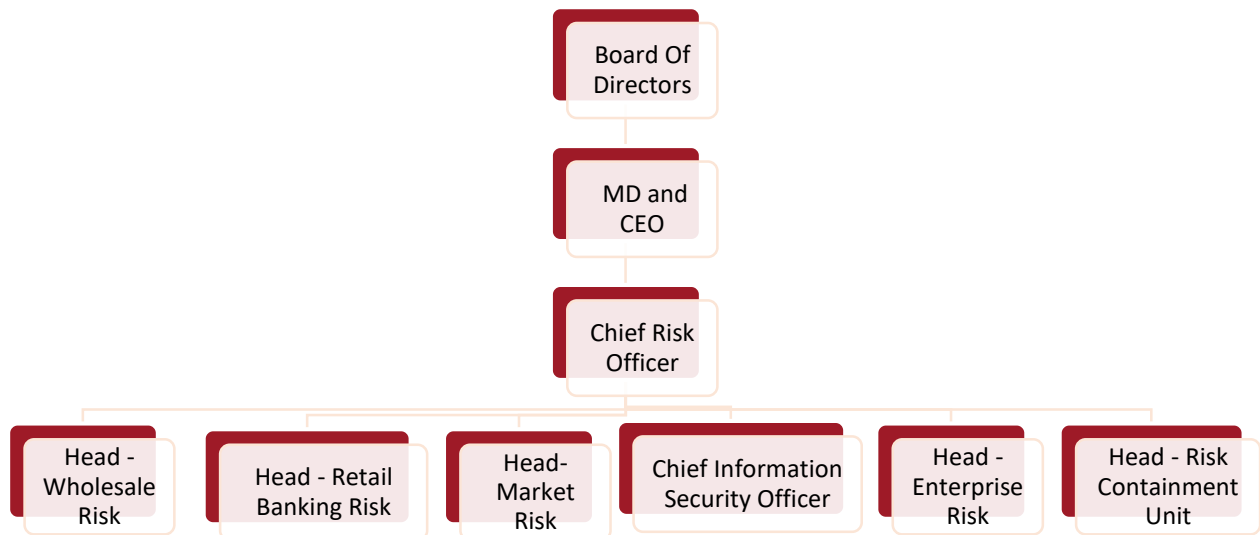 Board Of
Directors
MD and
CEO
Chief Risk
Officer
Head -
Wholesale
Risk
Head - Retail
Banking Risk
Head-
Market
Risk
Chief Information
Security Officer
Head -
Enterprise
Risk
Head - Risk
Containment
Unit